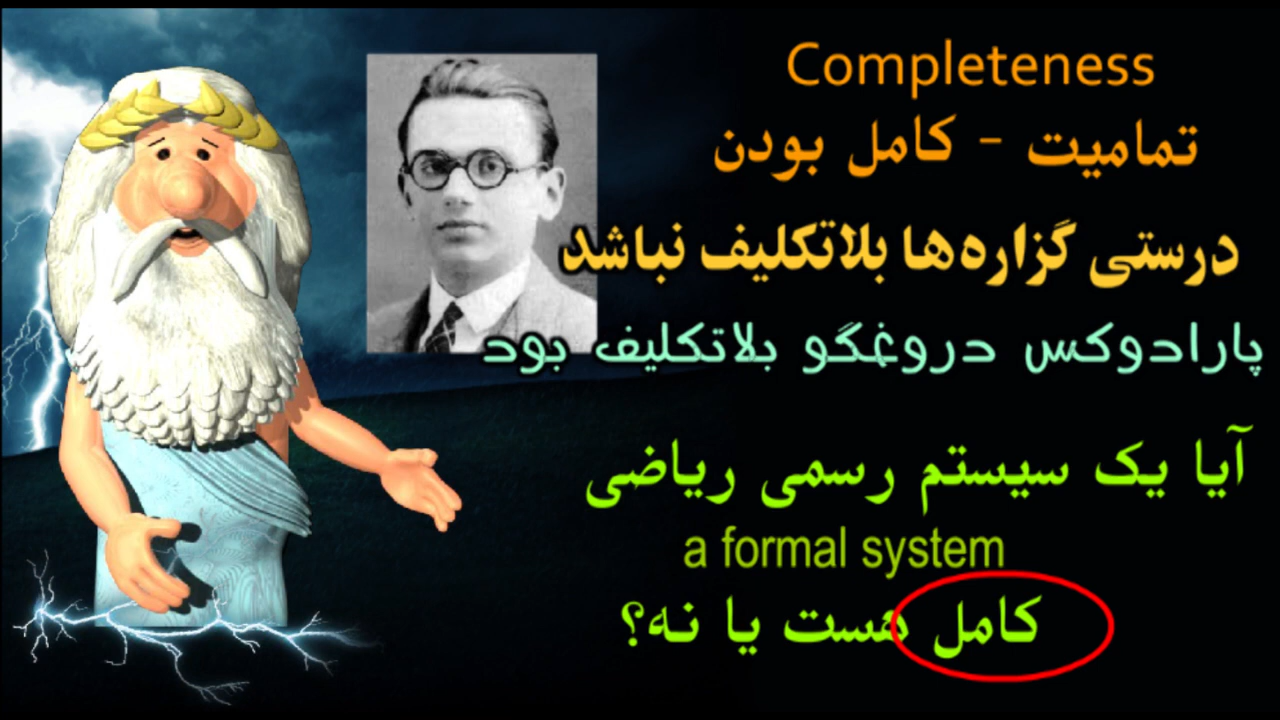 Completeness
تمامیت - کامل بودن
درستی گزاره‌ها بلاتکلیف نباشد
پارادوکس دروغگو بلاتکلیف بود
آیا یک سیستم رسمی ریاضی
a formal system
کامل هست یا نه؟